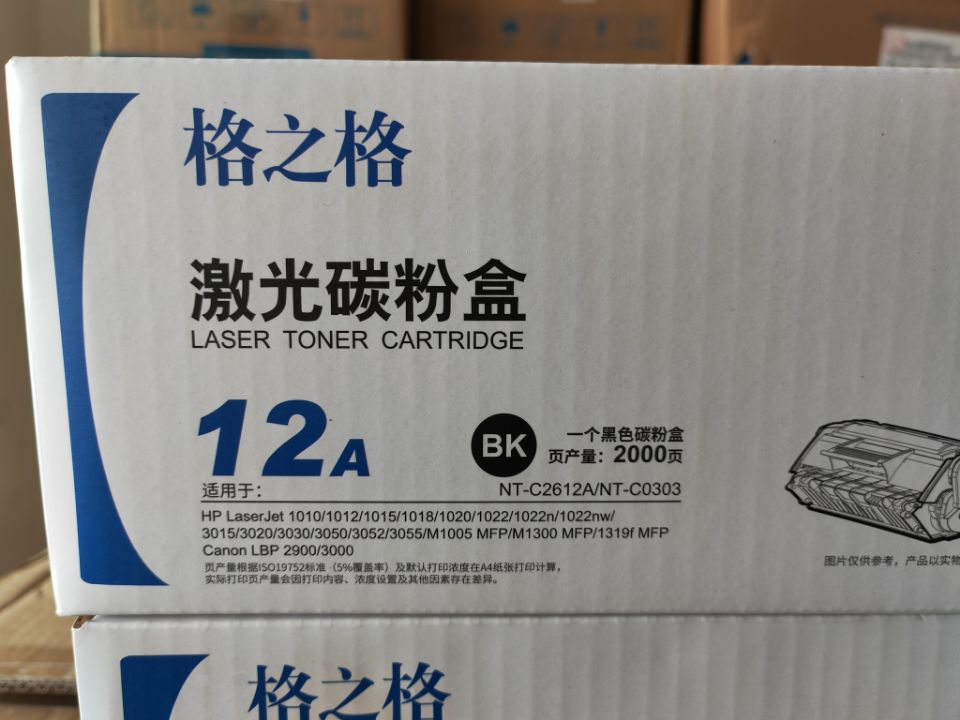 格之格
激光碳粉盒
LASER TONER CARTRIDGE
12A
BK
一个黑色碳粉盒
页产量：2000页
适用于：
NT-C2612A/NT-C0303
HP LaserJet 1010/1012/1015/1018/1020/1022/1022n/1022nw/
3015/3020/3030/3050/3052/3055/M1005 MFP/M1300 MFP/1319f MFP
Canon LBP 2900/3000
页产量根据ISO19752标准（5%覆盖率）及默认打印浓度在A4纸张打印计算，
实际打印页产量会因打印内容、浓度设置及其他因素存在差异。
图片仅供参考，产品以实物
格之格